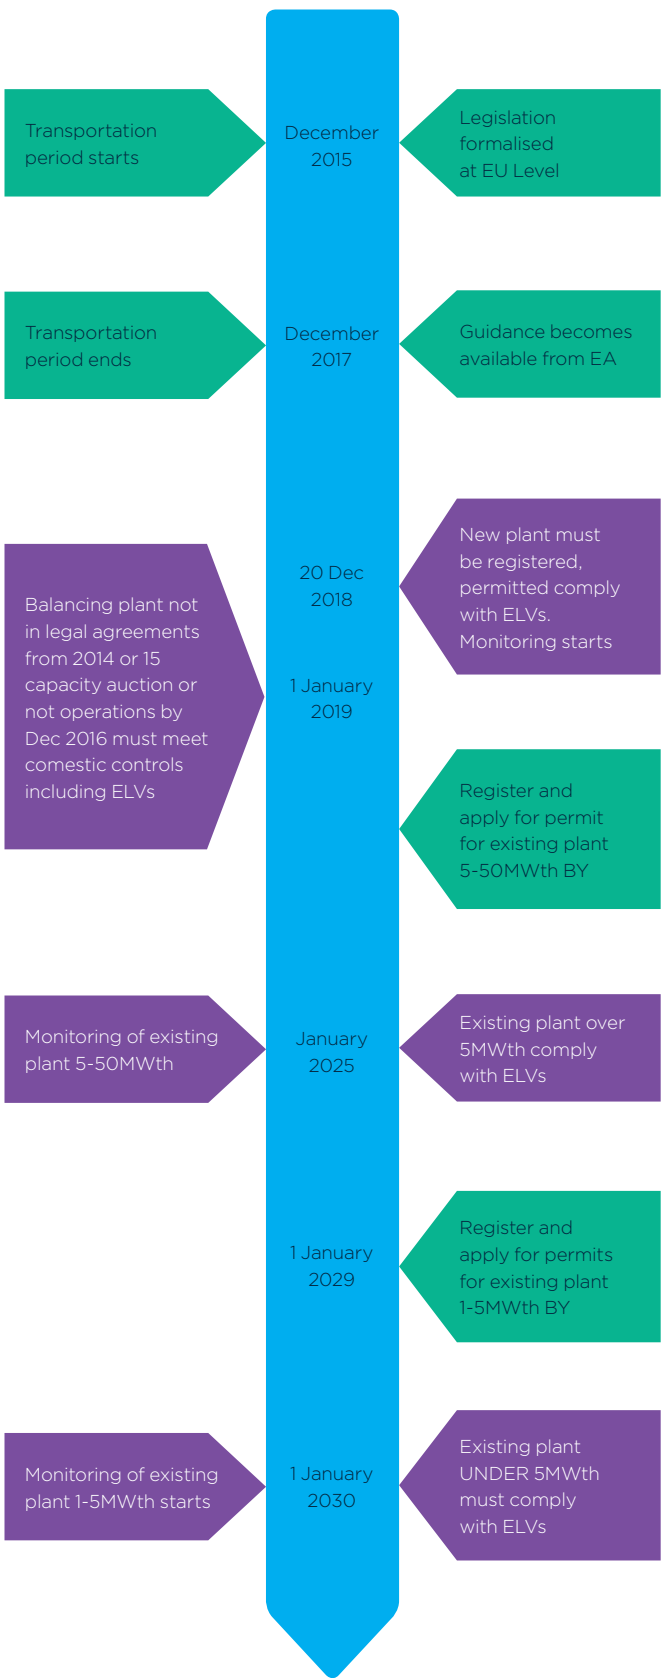 Transportation
period starts
December
2015
Legislation
formalised
at EU Level
Transportation
period ends
December
2017
Guidance becomes
available from EA
20 Dec
2018
New plant must
be registered,
permitted comply
with ELVs.
Monitoring starts
Balancing plant not
in legal agreements
from 2014 or 15
capacity auction or
not operations by
Dec 2016 must meet
comestic controls
including ELVs
1 January
2019
Register and
apply for permit
for existing plant
5-50MWth BY
Monitoring of existing
plant 5-50MWth
January
2025
Existing plant over
5MWth comply
with ELVs
1 January
2029
Register and
apply for permits
for existing plant
1-5MWth BY
Monitoring of existing
plant 1-5MWth starts
1 January
2030
Existing plant
UNDER 5MWth
must comply
with ELVs